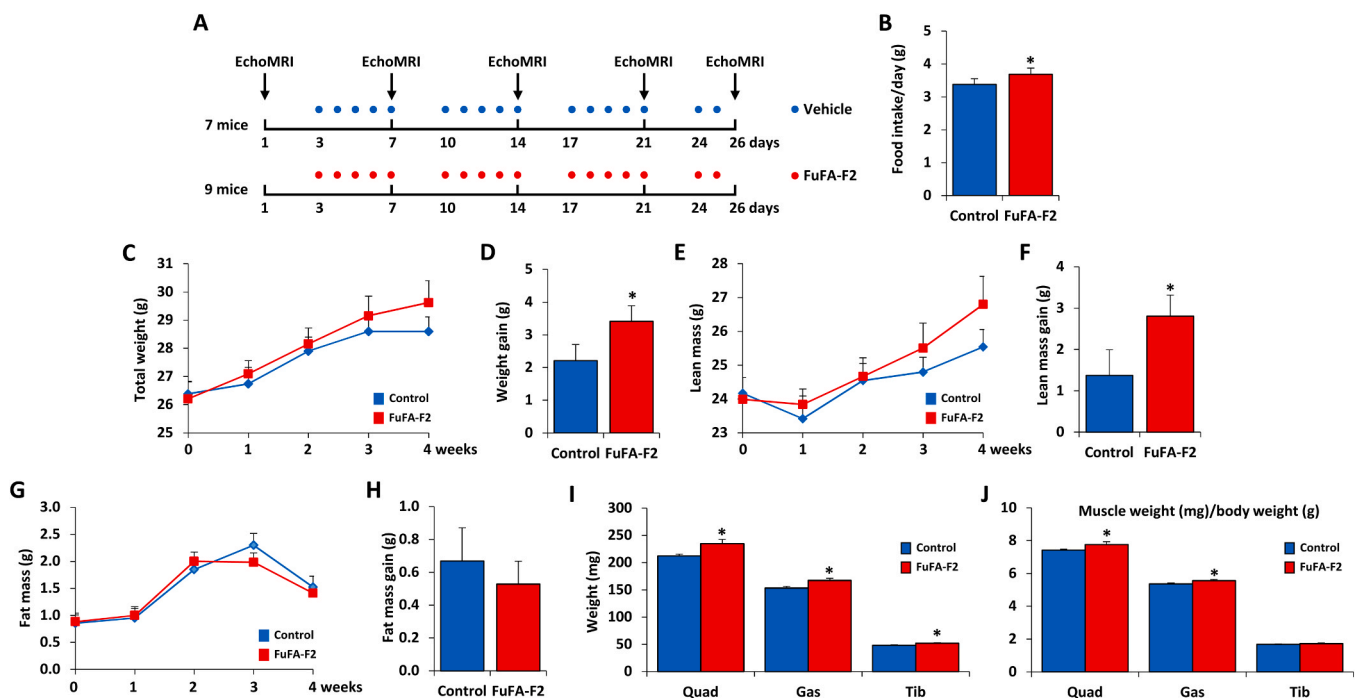 A
EchoMRI EchoMRI EchoMRI EchoMRI EchoMRI
Vehicle
7 mice
1 3 7 10 14 17 21 24 26 days
FuFA-F2
9 mice
1 3 7 10 14 17 21 24 26 days
B
Food intake/day (g)
5
4
3
2
1
0
*
Control FuFA-F2
C
Total weight (g)
31
30
29
28
27
26
25
Control
FuFA-F2
0 1 2 3 4 weeks
D
Weight gain (g)
5
4
3
2
1
0
*
Control FuFA-F2
E
Lean mass (g)
28
27
26
25
24
23
Control
FuFA-F2
0 1 2 3 4 weeks
F
Lean mass gain (g)
4
3
2
1
0
*
Control FuFA-F2
G
Fat mass (g)
3.0
2.5
2.0
1.5
1.0
0.5
0.0
Control
FuFA-F2
0 1 2 3 4 weeks
H
Fat mass gain (g)
1.0
0.8
0.6
0.4
0.2
0.0
Control FuFA-F2
I
Weight (mg)
300
250
200
150
100
50
0
Control
FuFA-F2
* * *
Quad Gas Tib
J
Muscle weight (mg)/body weight (g)
10
8
6
4
2
0
Control
FuFA-F2
* *
Quad Gas Tib